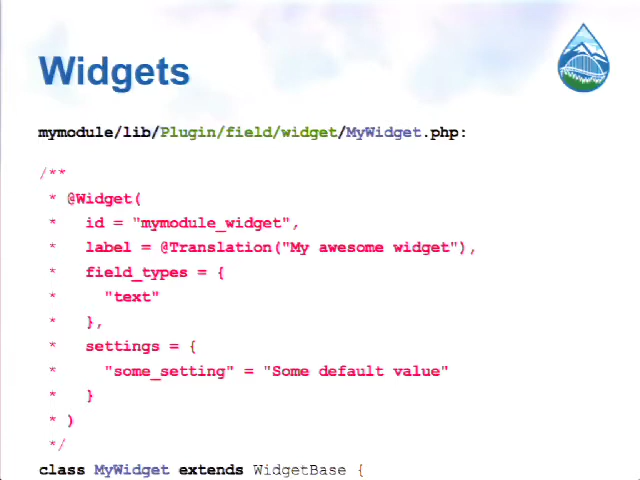 Widgets
mymodule/lib/Plugin/field/widget/MyWidget.php:
/**
 * @Widget(
 *   id = "mymodule_widget",
 *   label = @Translation("My awesome widget"),
 *   field_types = {
 *     "text"
 *   },
 *   settings = {
 *     "some_setting" = "Some default value"
 *   }
 * )
 */
class MyWidget extends WidgetBase {